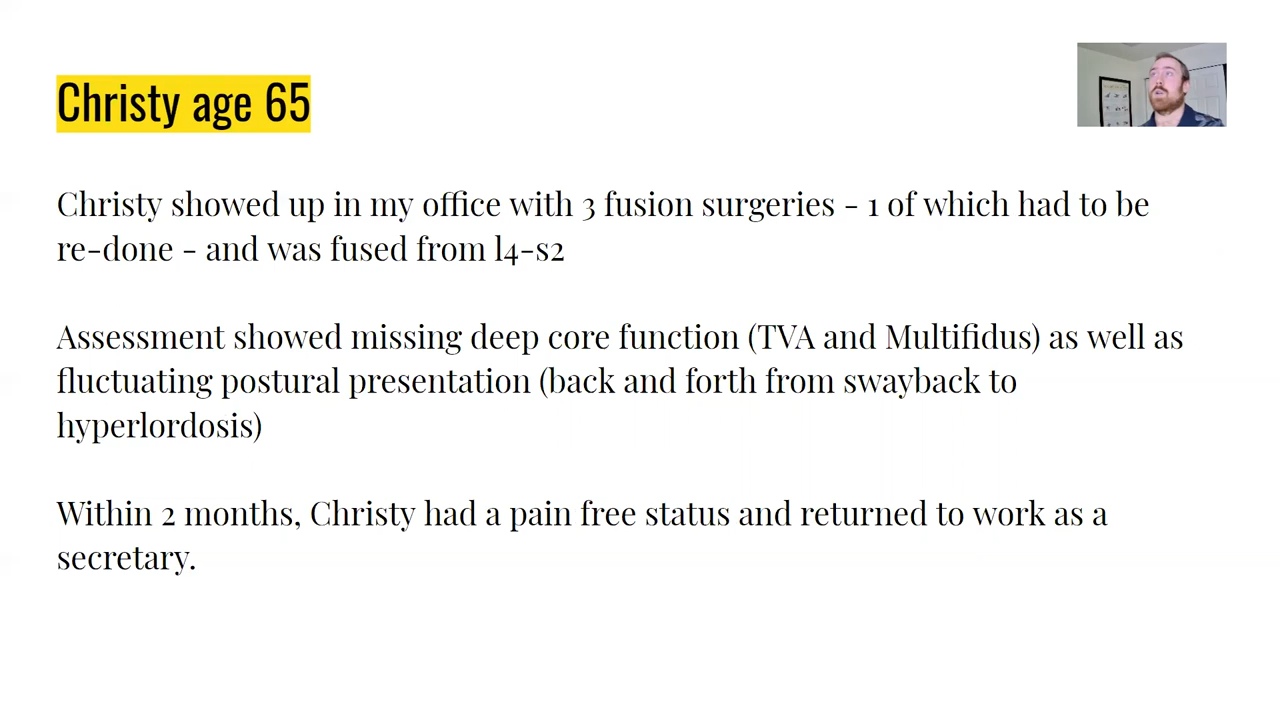 Christy age 65
Christy showed up in my office with 3 fusion surgeries - 1 of which had to be
re-done - and was fused from l4-s2
Assessment showed missing deep core function (TVA and Multifidus) as well as
fluctuating postural presentation (back and forth from swayback to
hyperlordosis)
Within 2 months, Christy had a pain free status and returned to work as a
secretary.